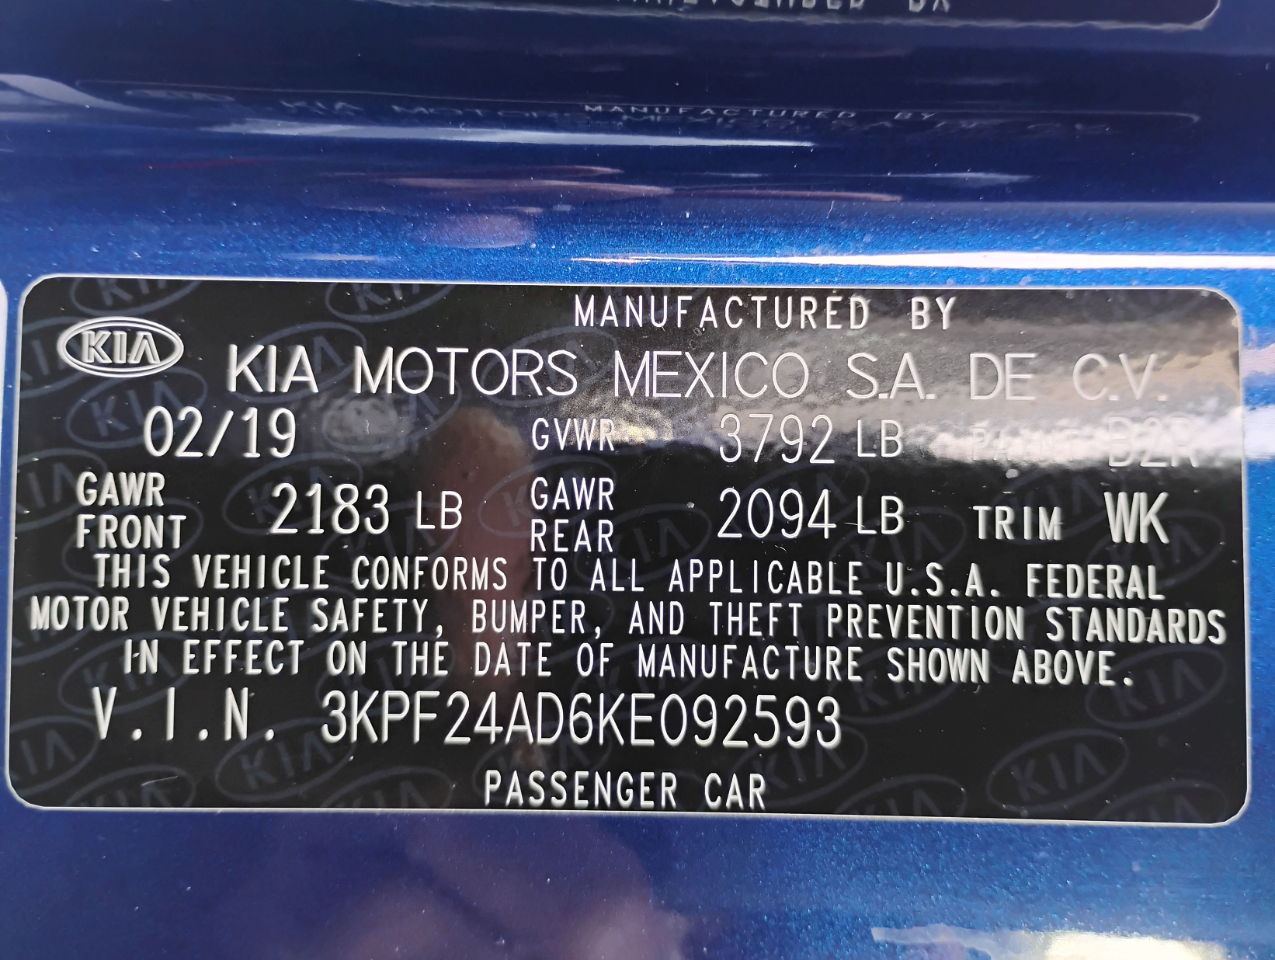 MANUFACTURED BY
KIA KIA MOTORS MEXICO S.A. DE C.V.
02/19 GVWR 3792 LB PAINT B2R
GAWR FRONT 2183 LB GAWR REAR 2094 LB TRIM WK
THIS VEHICLE CONFORMS TO ALL APPLICABLE U.S.A. FEDERAL
MOTOR VEHICLE SAFETY, BUMPER, AND THEFT PREVENTION STANDARDS
IN EFFECT ON THE DATE OF MANUFACTURE SHOWN ABOVE.
V.I.N. 3KPF24AD6KE092593
PASSENGER CAR